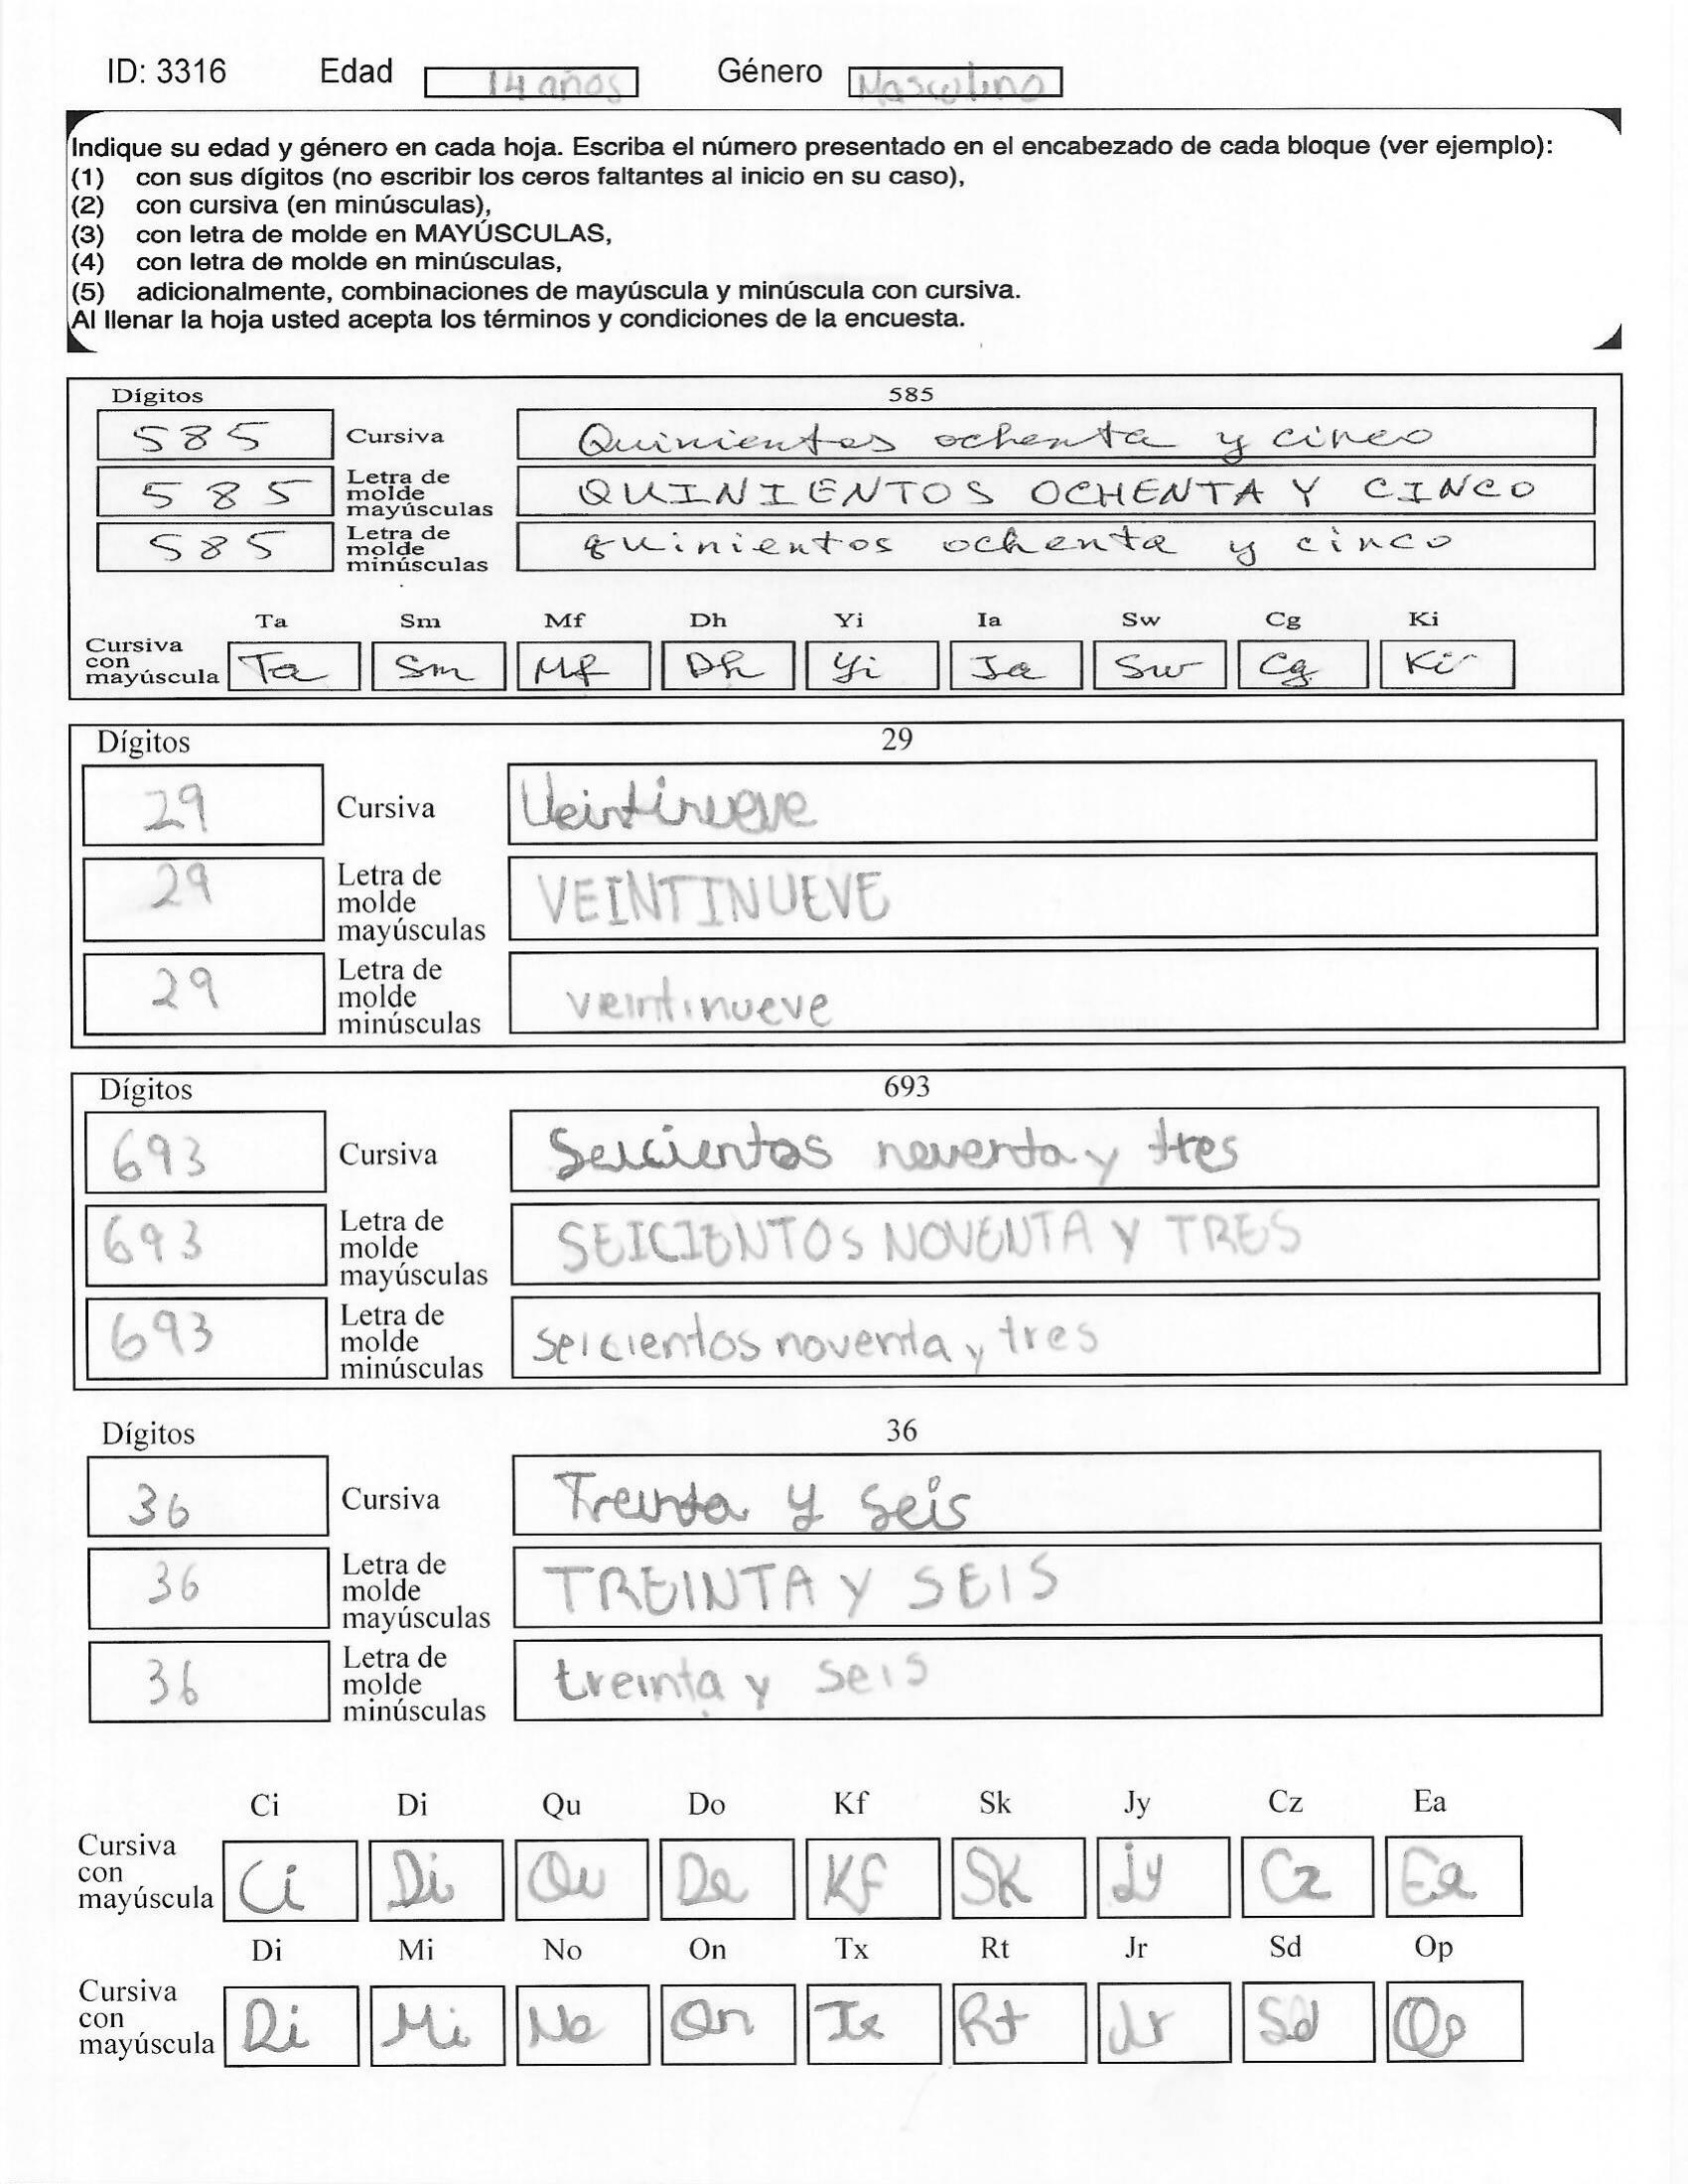 ID: 3316 Edad 14 años Género Masculino
Indique su edad y género en cada hoja. Escriba el número presentado en el encabezado de cada bloque (ver ejemplo):
(1) con sus dígitos (no escribir los ceros faltantes al inicio en su caso),
(2) con cursiva (en minúsculas),
(3) con letra de molde en MAYÚSCULAS,
(4) con letra de molde en minúsculas,
(5) adicionalmente, combinaciones de mayúscula y minúscula con cursiva.
Al llenar la hoja usted acepta los términos y condiciones de la encuesta.
Dígitos 585
585 Cursiva Quinientos ochenta y cinco
585 Letra de molde mayúsculas QUINIENTOS OCHENTA Y CINCO
585 Letra de molde minúsculas quinientos ochenta y cinco
Ta Sm Mf Dh Yi Ia Sw Cg Ki
Cursiva con mayúscula Ta Sm Mf Dh Yi Ia Sw Cg Ki
Dígitos 29
29 Cursiva Veintinueve
29 Letra de molde mayúsculas VEINTINUEVE
29 Letra de molde minúsculas veintinueve
Dígitos 693
693 Cursiva Seicientos noventa y tres
693 Letra de molde mayúsculas SEICIENTOS NOVENTA Y TRES
693 Letra de molde minúsculas seicientos noventa y tres
Dígitos 36
36 Cursiva Treinta y seis
36 Letra de molde mayúsculas TREINTA Y SEIS
36 Letra de molde minúsculas treinta y seis
Ci Di Qu Do Kf Sk Jy Cz Ea
Cursiva con mayúscula Ci Di Qu Do Kf Sk Jy Cz Ea
Di Mi No On Tx Rt Jr Sd Op
Cursiva con mayúscula Di Mi No On Tx Rt Jr Sd Op